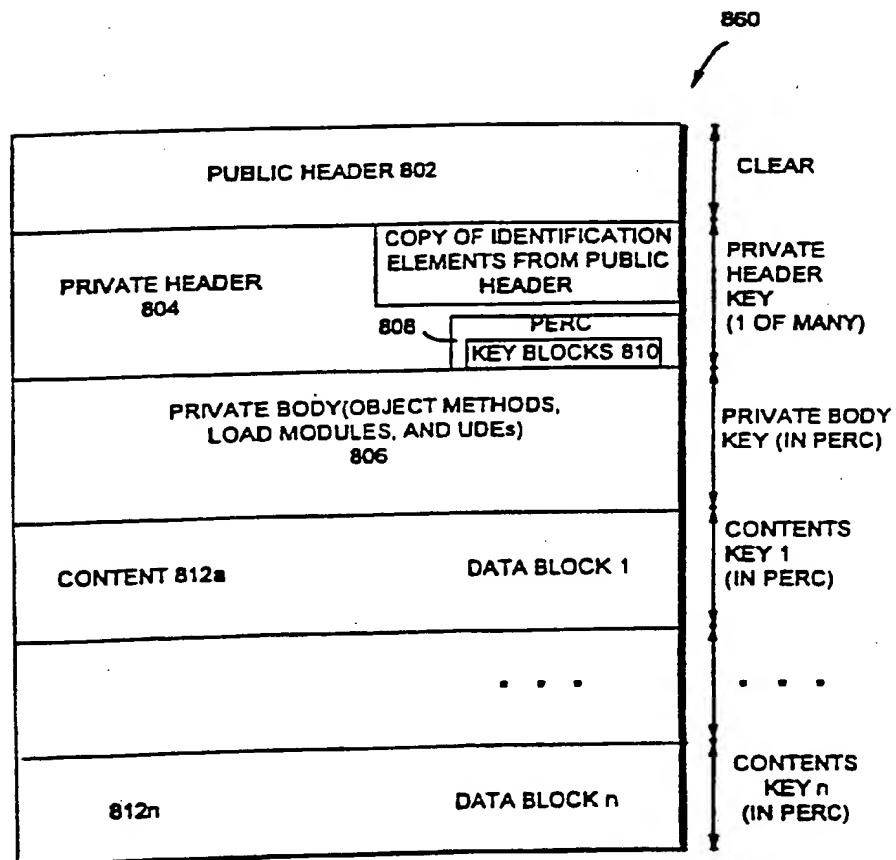 860
PUBLIC HEADER 802
CLEAR
COPY OF IDENTIFICATION
ELEMENTS FROM PUBLIC
HEADER
PRIVATE HEADER
804
PRIVATE
HEADER
KEY
(1 OF MANY)
808
PERC
KEY BLOCKS 810
PRIVATE BODY(OBJECT METHODS,
LOAD MODULES, AND UDEs)
806
PRIVATE BODY
KEY (IN PERC)
CONTENT 812a
DATA BLOCK 1
CONTENTS
KEY 1
(IN PERC)
. . .
. . .
812n
DATA BLOCK n
CONTENTS
KEY n
(IN PERC)